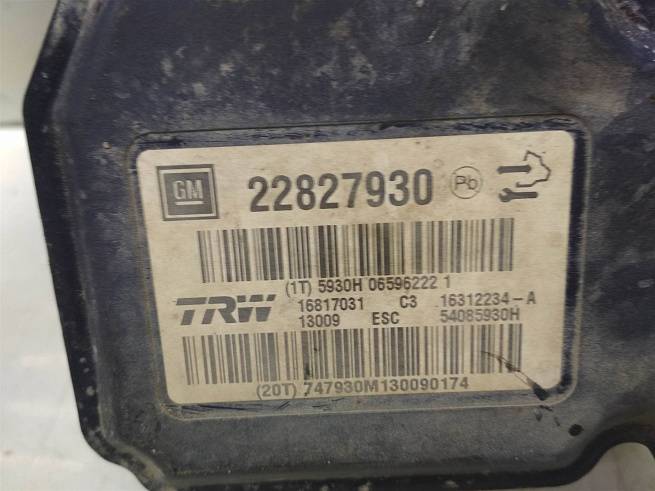 GM 22827930 Pb
(1T) 5930H 06596222 1
TRW 16817031 C3 16312234-A
13009 ESC 54085930H
(20T) 747930M130090174